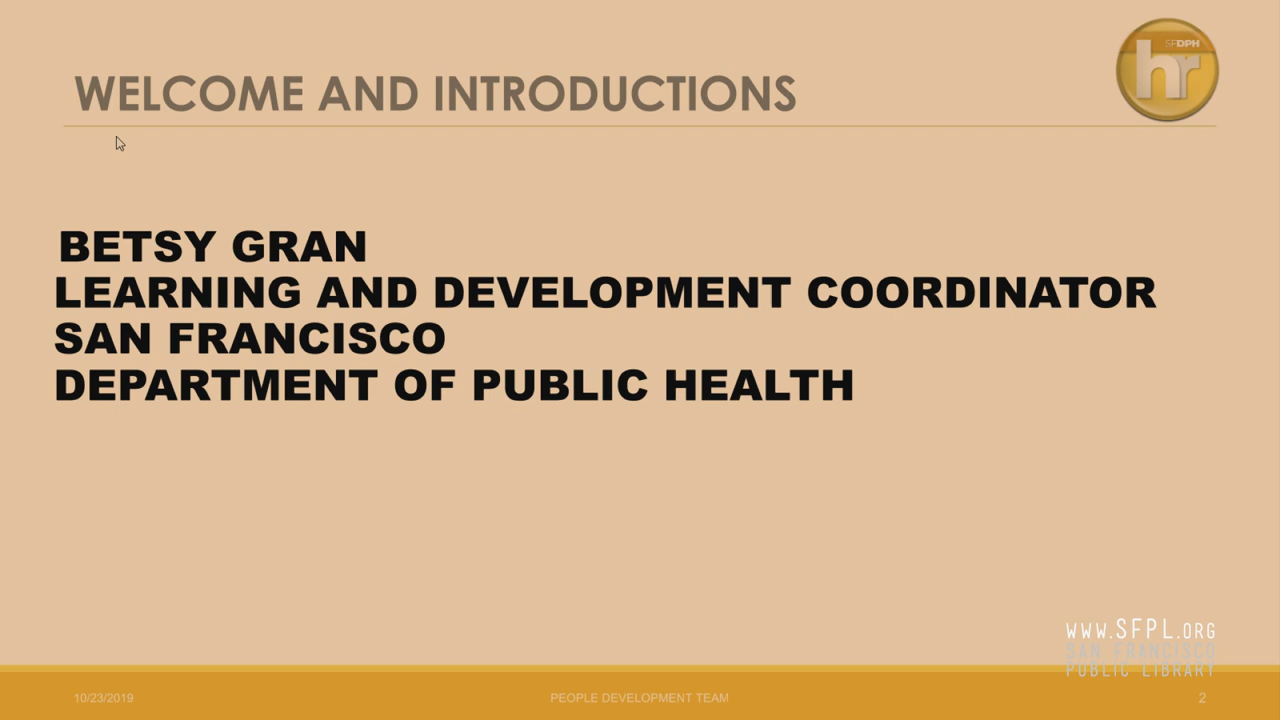 SFDPH
hr
WELCOME AND INTRODUCTIONS
BETSY GRAN
LEARNING AND DEVELOPMENT COORDINATOR
SAN FRANCISCO
DEPARTMENT OF PUBLIC HEALTH
WWW.SFPL.ORG
SAN FRANCISCO
PUBLIC LIBRARY
10/23/2019
PEOPLE DEVELOPMENT TEAM
2